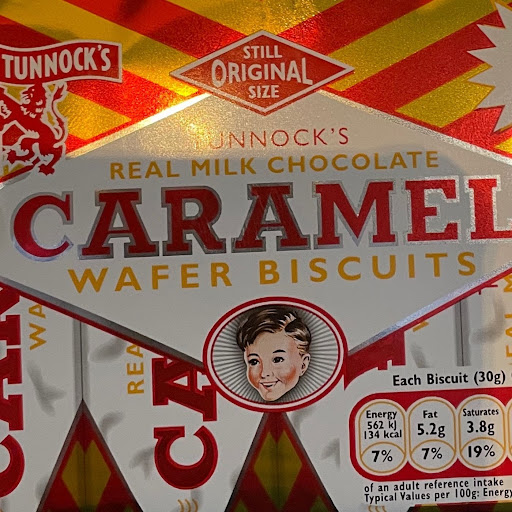 TUNNOCK'S
STILL
ORIGINAL
SIZE
TUNNOCK'S
REAL MILK CHOCOLATE
CARAMEL
WAFER BISCUITS
Each Biscuit (30g)
Energy
562 kJ
134 kcal
7%
Fat
5.2g
7%
Saturates
3.8g
19%
of an adult reference intake
Typical Values per 100g: Energy